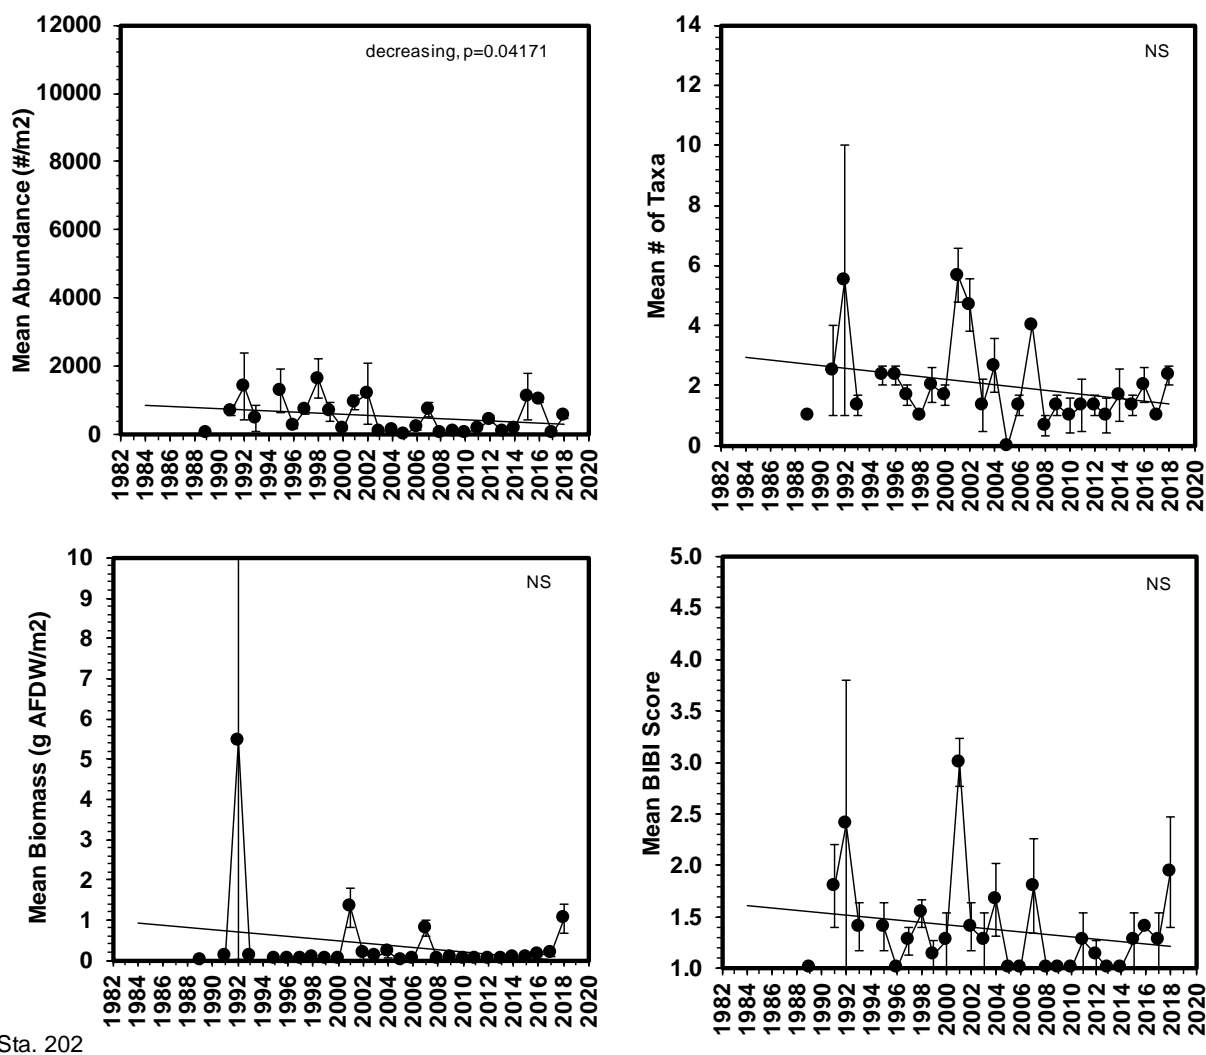 12000
10000
8000
6000
4000
2000
0
Mean Abundance (#/m2)
decreasing, p=0.04171
1982 1984 1986 1988 1990 1992 1994 1996 1998 2000 2002 2004 2006 2008 2010 2012 2014 2016 2018 2020
14
12
10
8
6
4
2
0
Mean # of Taxa
NS
1982 1984 1986 1988 1990 1992 1994 1996 1998 2000 2002 2004 2006 2008 2010 2012 2014 2016 2018 2020
10
9
8
7
6
5
4
3
2
1
0
Mean Biomass (g AFDW/m2)
NS
1982 1984 1986 1988 1990 1992 1994 1996 1998 2000 2002 2004 2006 2008 2010 2012 2014 2016 2018 2020
5.0
4.5
4.0
3.5
3.0
2.5
2.0
1.5
1.0
Mean BIBI Score
NS
1982 1984 1986 1988 1990 1992 1994 1996 1998 2000 2002 2004 2006 2008 2010 2012 2014 2016 2018 2020
Sta. 202